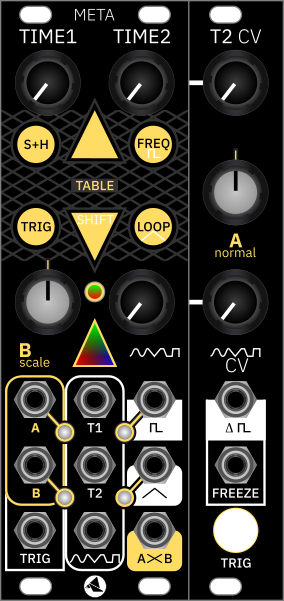 META
TIME1 TIME2 T2 CV
S+H FREQ
TABLE
TRIG SHIFT LOOP
A
normal
B
scale
CV
A T1
Δ
B T2 FREEZE
TRIG A B
TRIG